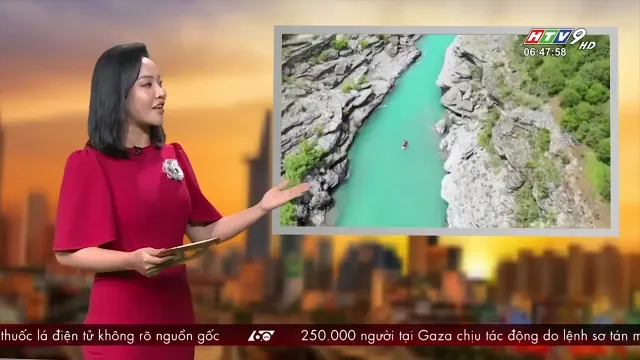 HTV9 HD
06:47:58
thuốc lá điện tử không rõ nguồn gốc 60 250.000 người tại Gaza chịu tác động do lệnh sơ tán m